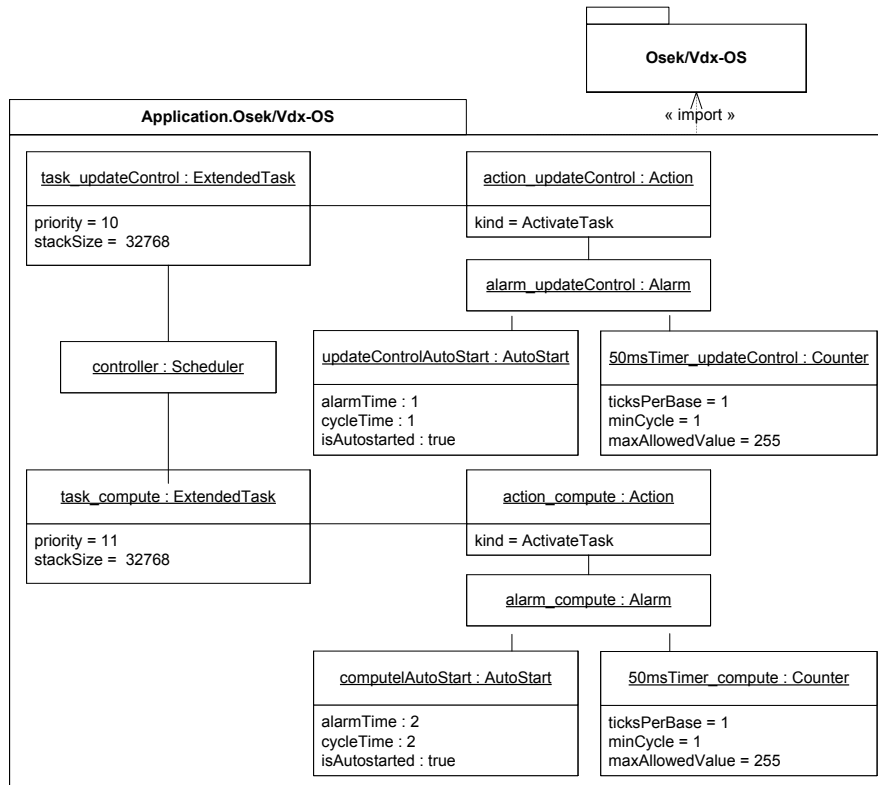 Osek/Vdx-OS
Application.Osek/Vdx-OS
« import »
task_updateControl : ExtendedTask
priority = 10
stackSize = 32768
action_updateControl : Action
kind = ActivateTask
alarm_updateControl : Alarm
controller : Scheduler
updateControlAutoStart : AutoStart
alarmTime : 1
cycleTime : 1
isAutostarted : true
50msTimer_updateControl : Counter
ticksPerBase = 1
minCycle = 1
maxAllowedValue = 255
task_compute : ExtendedTask
priority = 11
stackSize = 32768
action_compute : Action
kind = ActivateTask
alarm_compute : Alarm
computelAutoStart : AutoStart
alarmTime : 2
cycleTime : 2
isAutostarted : true
50msTimer_compute : Counter
ticksPerBase = 1
minCycle = 1
maxAllowedValue = 255